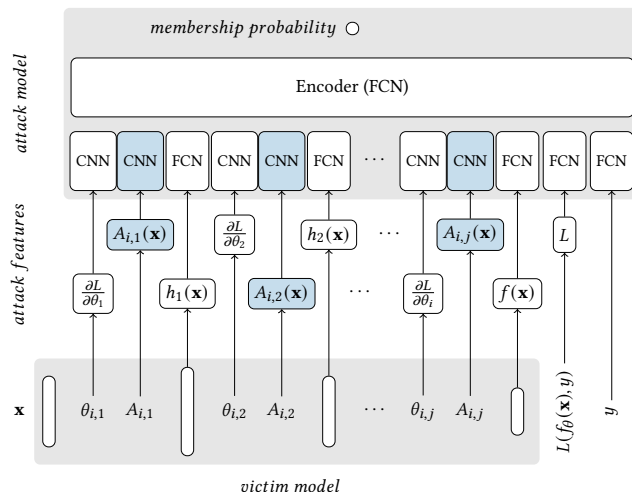 membership probability
Encoder (FCN)
attack model
CNN CNN FCN CNN CNN FCN ··· CNN CNN FCN FCN FCN
attack features
A_{i,1}(x) ∂L/∂θ_2 h_2(x) ··· A_{i,j}(x) L
∂L/∂θ_1 h_1(x) A_{i,2}(x) ··· ∂L/∂θ_i f(x)
x θ_{i,1} A_{i,1} θ_{i,2} A_{i,2} ··· θ_{i,j} A_{i,j} L(f_θ(x), y) y
victim model